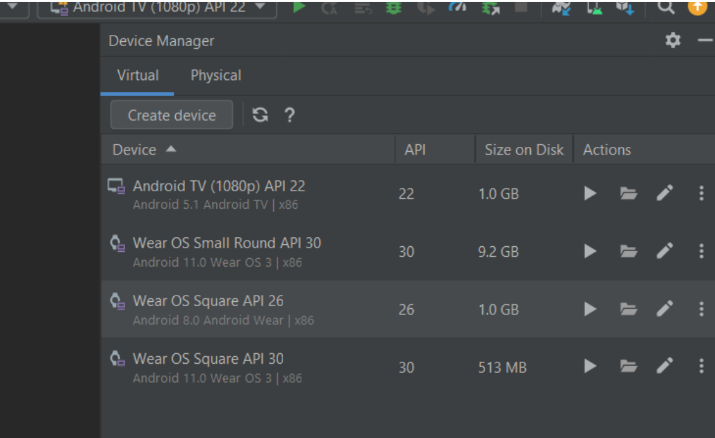 Android TV (1080p) API 22
Device Manager
Virtual Physical
Create device ?
Device API Size on Disk Actions
Android TV (1080p) API 22 22 1.0 GB
Android 5.1 Android TV | x86
Wear OS Small Round API 30 30 9.2 GB
Android 11.0 Wear OS 3 | x86
Wear OS Square API 26 26 1.0 GB
Android 8.0 Android Wear | x86
Wear OS Square API 30 30 513 MB
Android 11.0 Wear OS 3 | x86